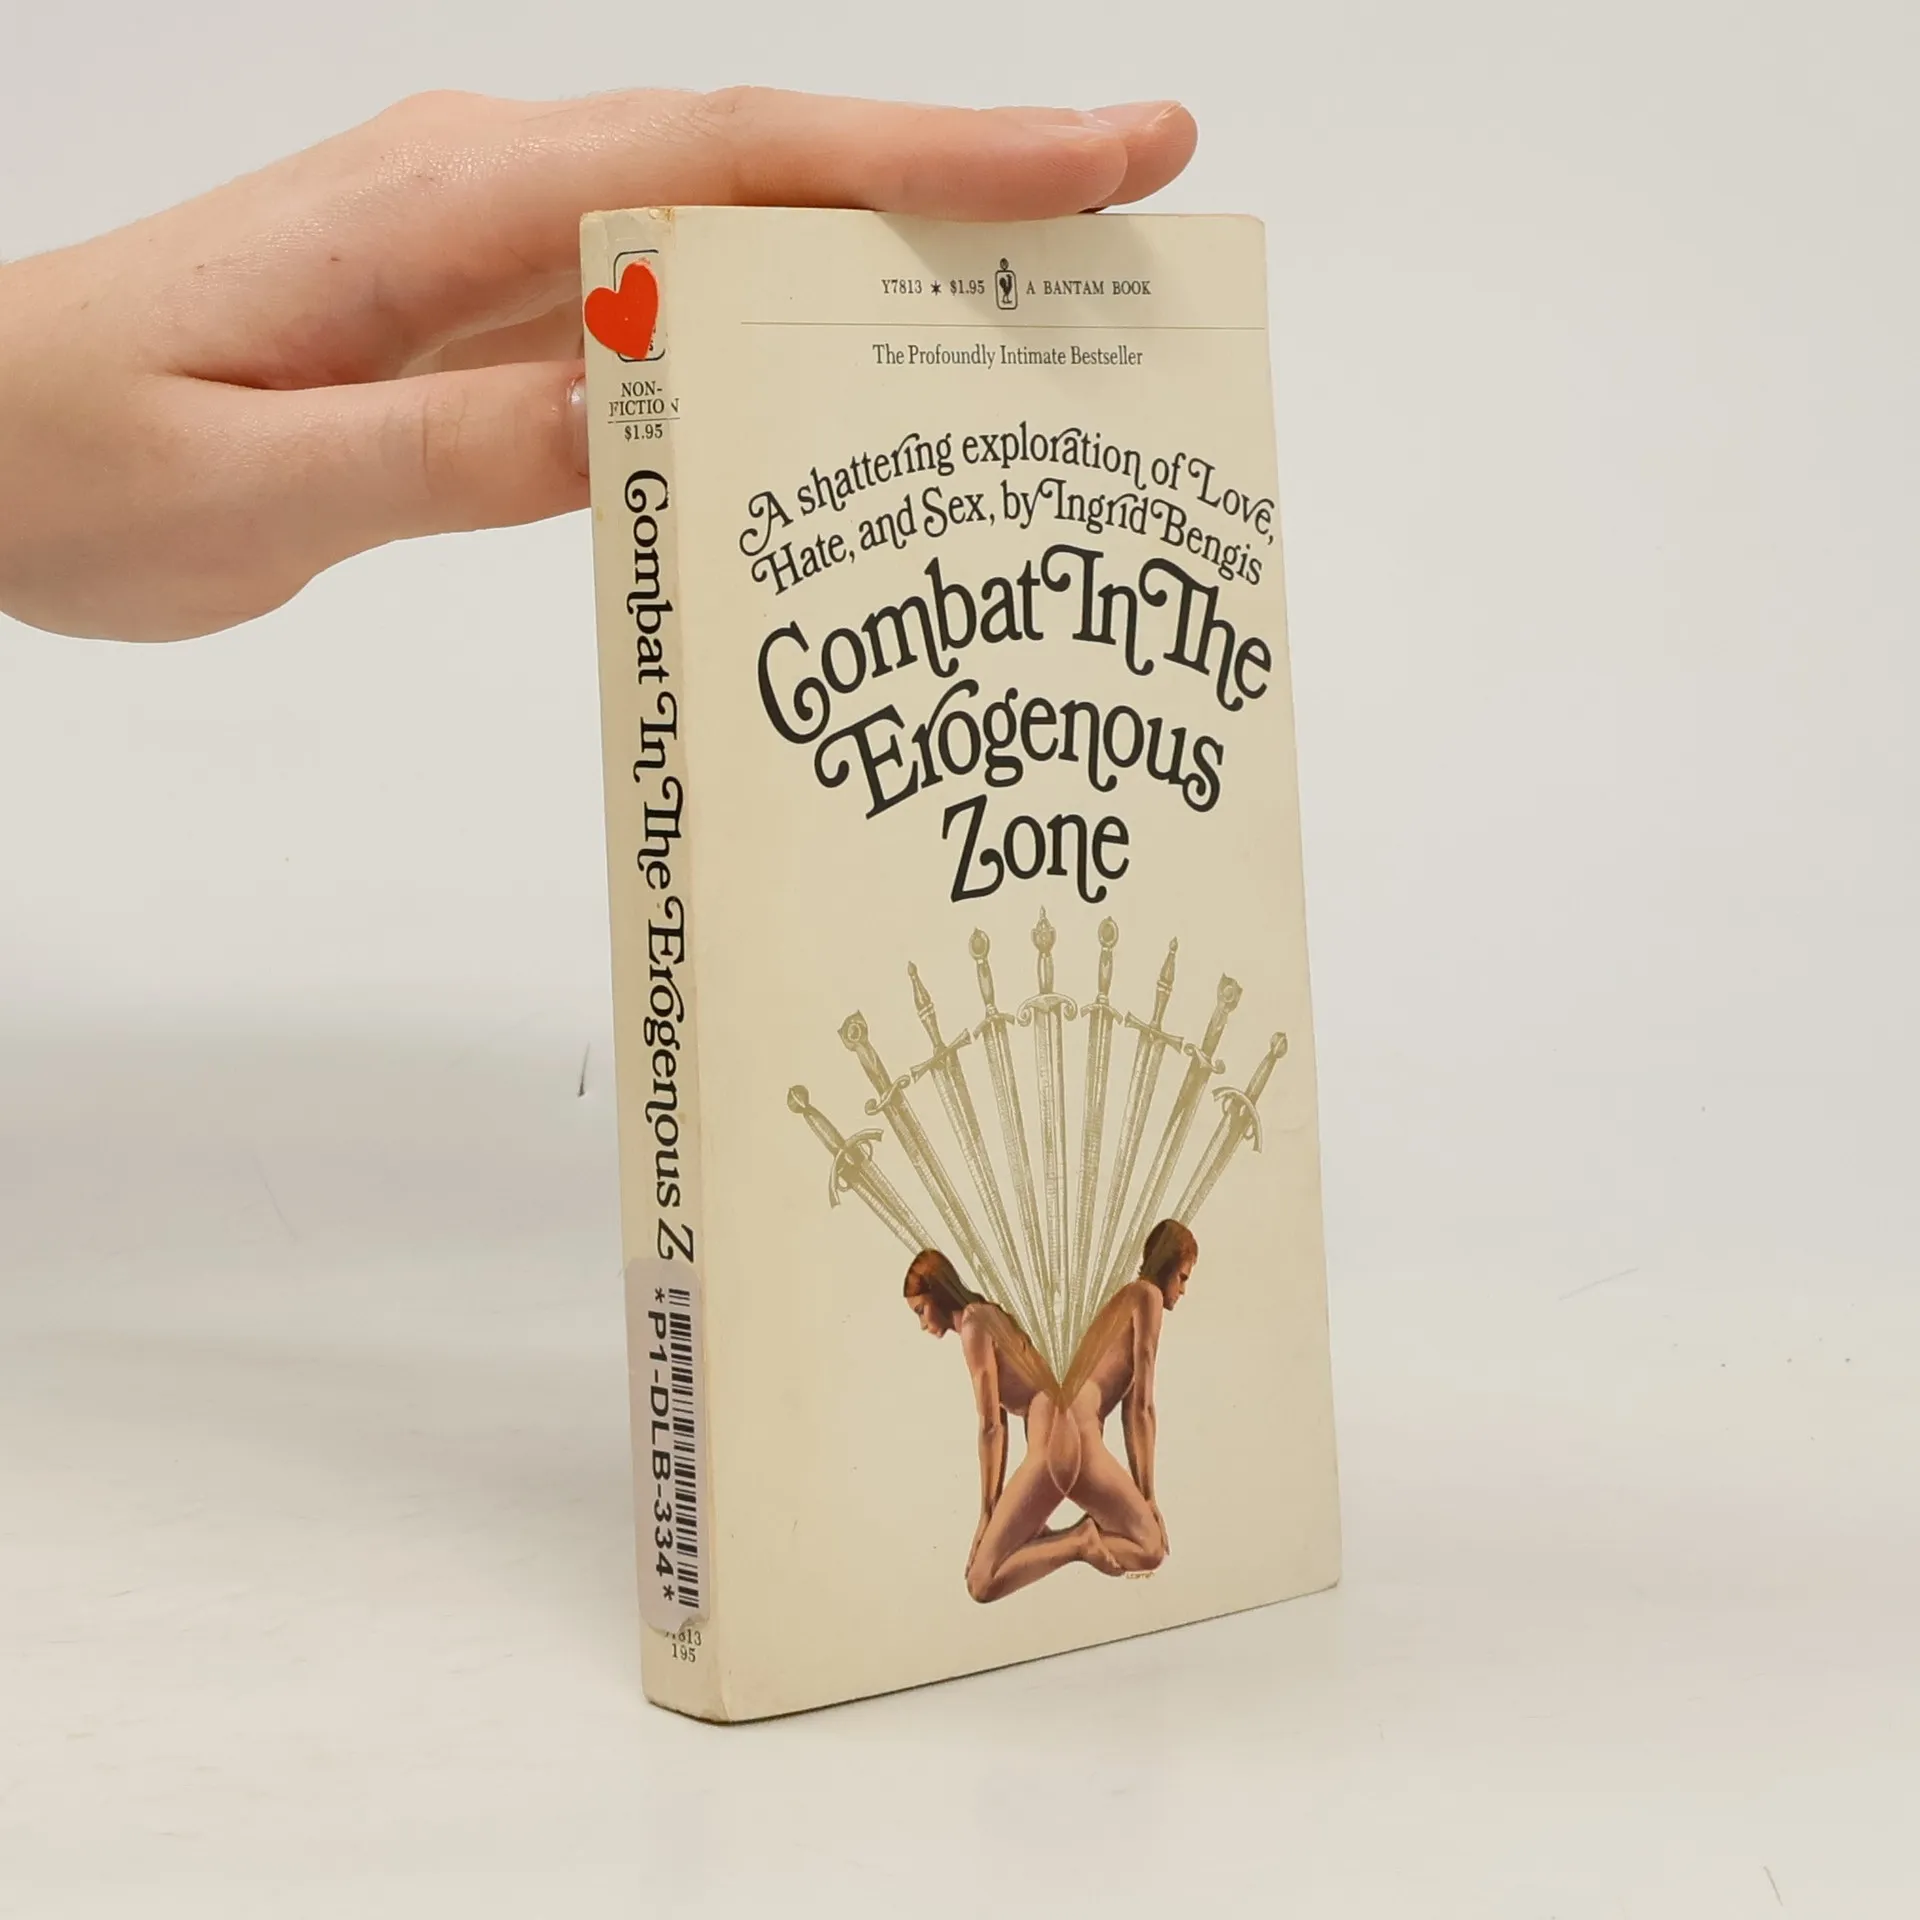 NON-
FICTION
$1.95
Combat In The Erogenous Z
*P1-DLB-334*
7813
195
Y7813 * $1.95 A BANTAM BOOK
The Profoundly Intimate Bestseller
A shattering exploration of Love,
Hate, and Sex, by Ingrid Bengis
Combat In The
Erogenous
Zone